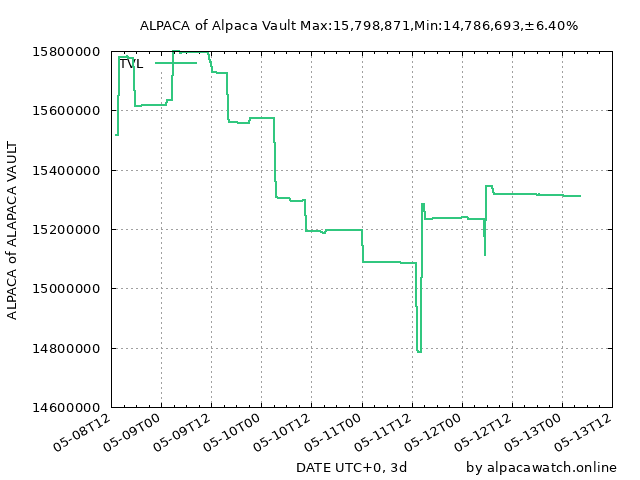 ALPACA of Alpaca Vault Max:15,798,871,Min:14,786,693,±6.40%
TVL
15800000
15600000
15400000
15200000
15000000
14800000
14600000
ALPACA of ALAPACA VAULT
05-08T12
05-09T00
05-09T12
05-10T00
05-10T12
05-11T00
05-11T12
05-12T00
05-12T12
05-13T00
05-13T12
DATE UTC+0, 3d
by alpacawatch.online